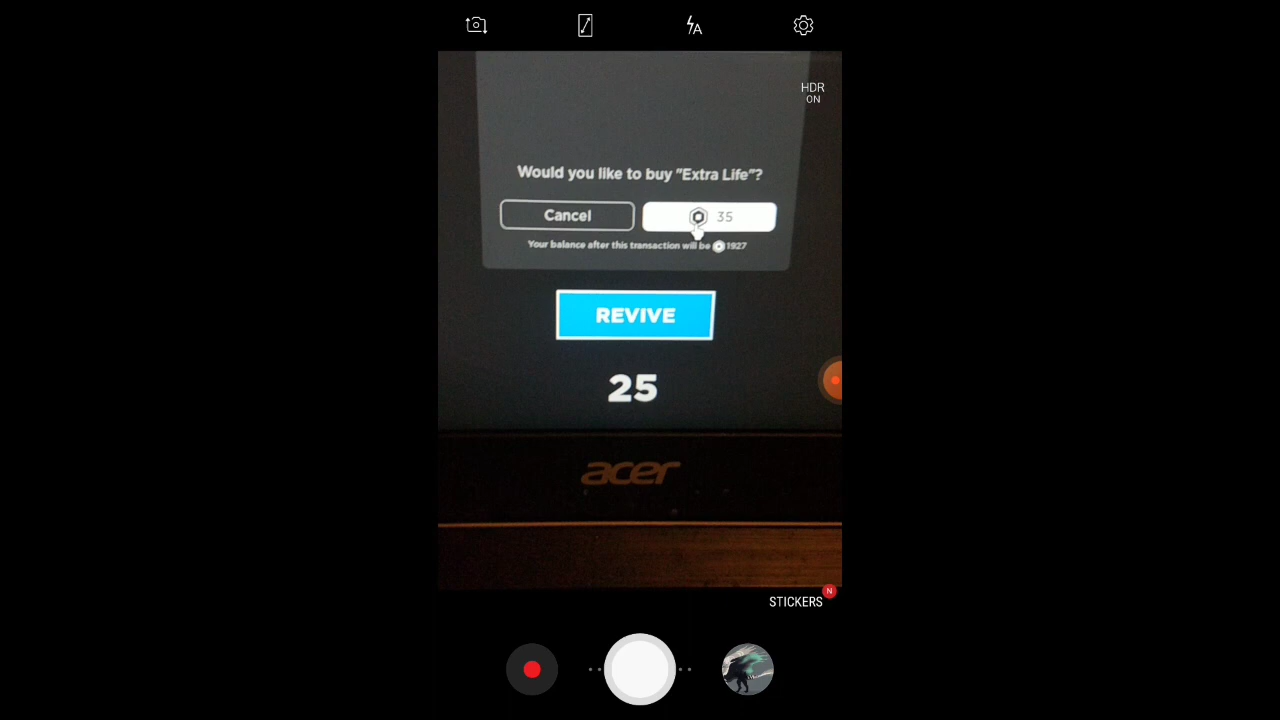 HDR
ON
Would you like to buy "Extra Life"?
Cancel
35
Your balance after this transaction will be 1927
REVIVE
25
acer
STICKERS
N